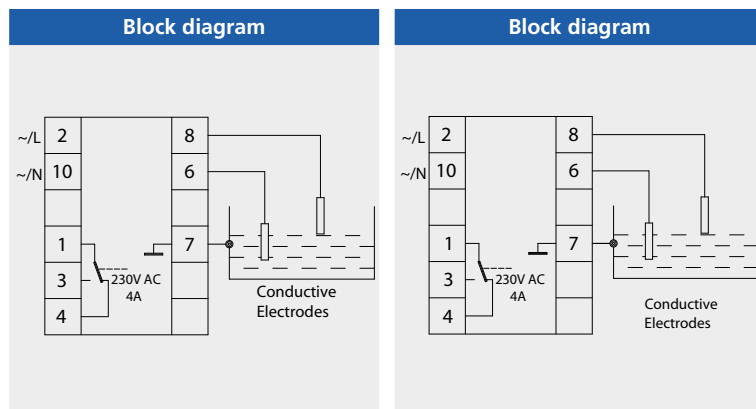 Block diagram
~/L 2 8
~/N 10 6
1 7
3
230V AC
4A
4
Conductive
Electrodes
Block diagram
~/L 2 8
~/N 10 6
1 7
3
230V AC
4A
4
Conductive
Electrodes